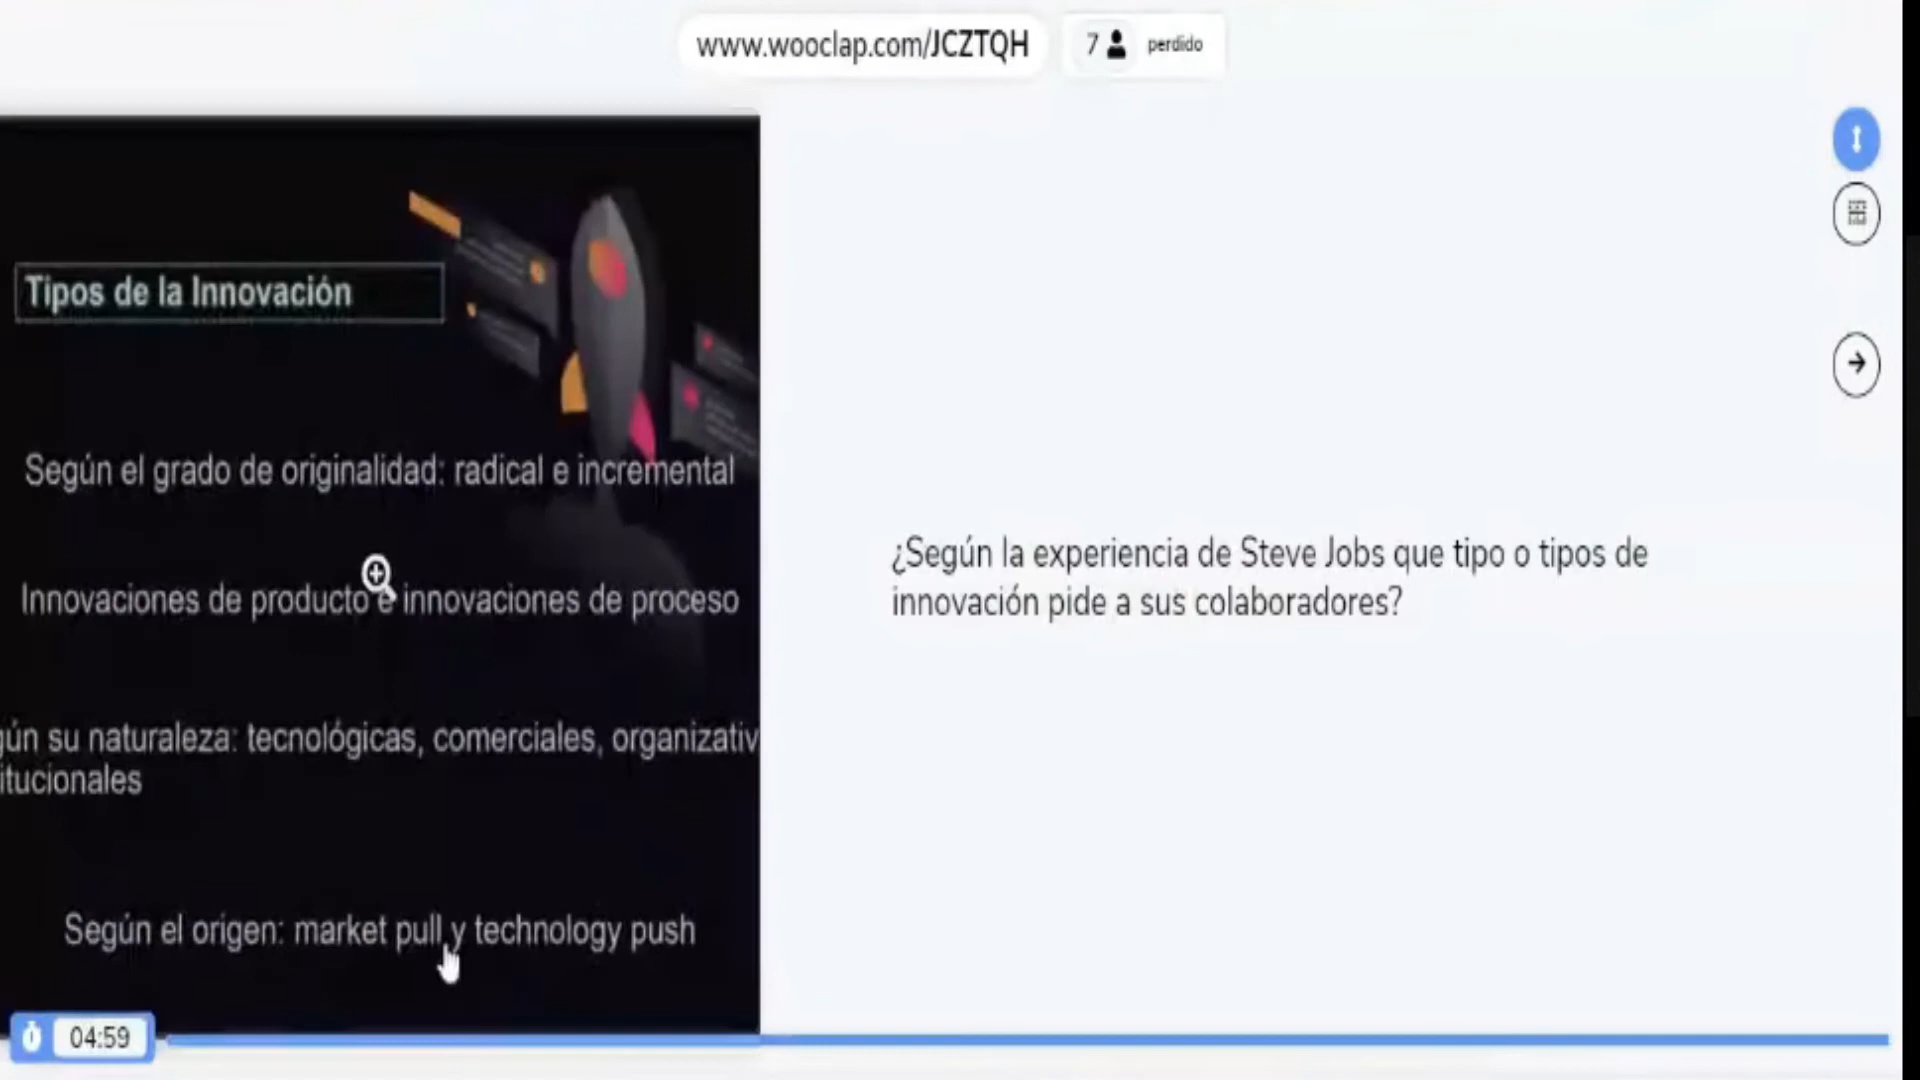 www.wooclap.com/JCZTQH
7 perdido
Tipos de la Innovación
Según el grado de originalidad: radical e incremental
Innovaciones de producto e innovaciones de proceso
gún su naturaleza: tecnológicas, comerciales, organizativ
itucionales
Según el origen: market pull y technology push
¿Según la experiencia de Steve Jobs que tipo o tipos de
innovación pide a sus colaboradores?
04:59